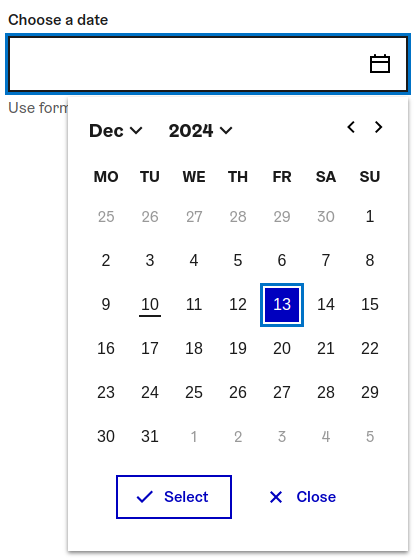 Choose a date
Use form
Dec 2024
MO TU WE TH FR SA SU
25 26 27 28 29 30 1
2 3 4 5 6 7 8
9 10 11 12 13 14 15
16 17 18 19 20 21 22
23 24 25 26 27 28 29
30 31 1 2 3 4 5
Select Close